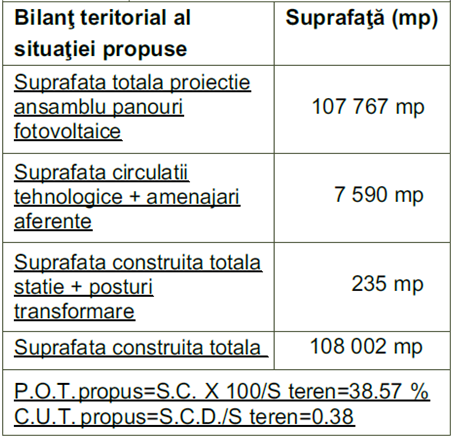 Bilanţ teritorial al Suprafaţă (mp)
situaţiei propuse
Suprafata totala proiectie
ansamblu panouri 107 767 mp
fotovoltaice
Suprafata circulatii
tehnologice + amenajari 7 590 mp
aferente
Suprafata construita totala
statie + posturi 235 mp
transformare
Suprafata construita totala 108 002 mp
P.O.T.propus=S.C. X 100/S teren=38.57 %
C.U.T. propus=S.C.D./S teren=0.38